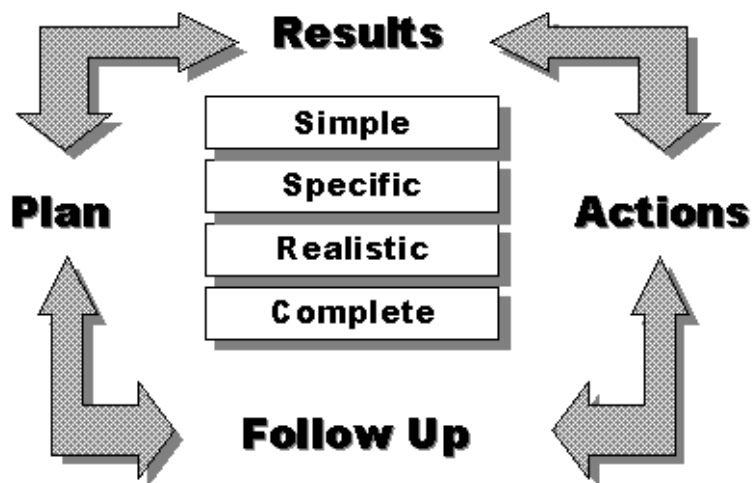 Results
Simple
Specific
Plan
Actions
Realistic
Complete
Follow Up